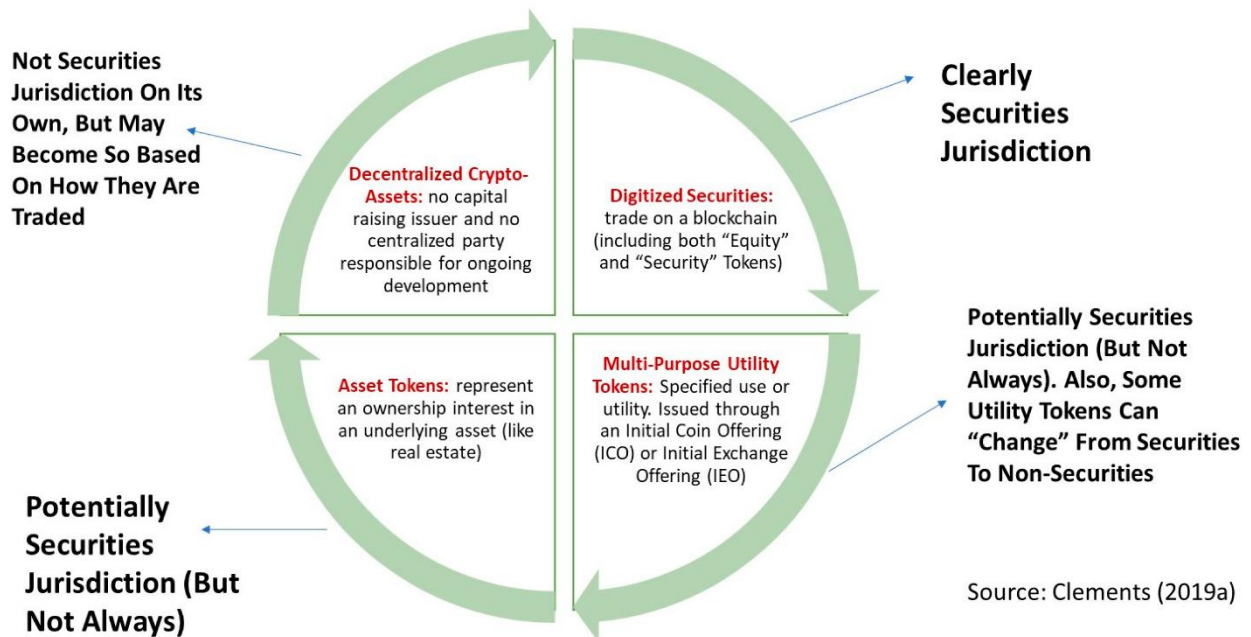 Not Securities
Jurisdiction On Its
Own, But May
Become So Based
On How They Are
Traded
Clearly
Securities
Jurisdiction
Decentralized Crypto-
Assets: no capital
raising issuer and no
centralized party
responsible for ongoing
development
Digitized Securities:
trade on a blockchain
(including both “Equity”
and “Security” Tokens)
Asset Tokens: represent
an ownership interest in
an underlying asset (like
real estate)
Multi-Purpose Utility
Tokens: Specified use or
utility. Issued through
an Initial Coin Offering
(ICO) or Initial Exchange
Offering (IEO)
Potentially Securities
Jurisdiction (But Not
Always). Also, Some
Utility Tokens Can
“Change” From Securities
To Non-Securities
Potentially
Securities
Jurisdiction (But
Not Always)
Source: Clements (2019a)